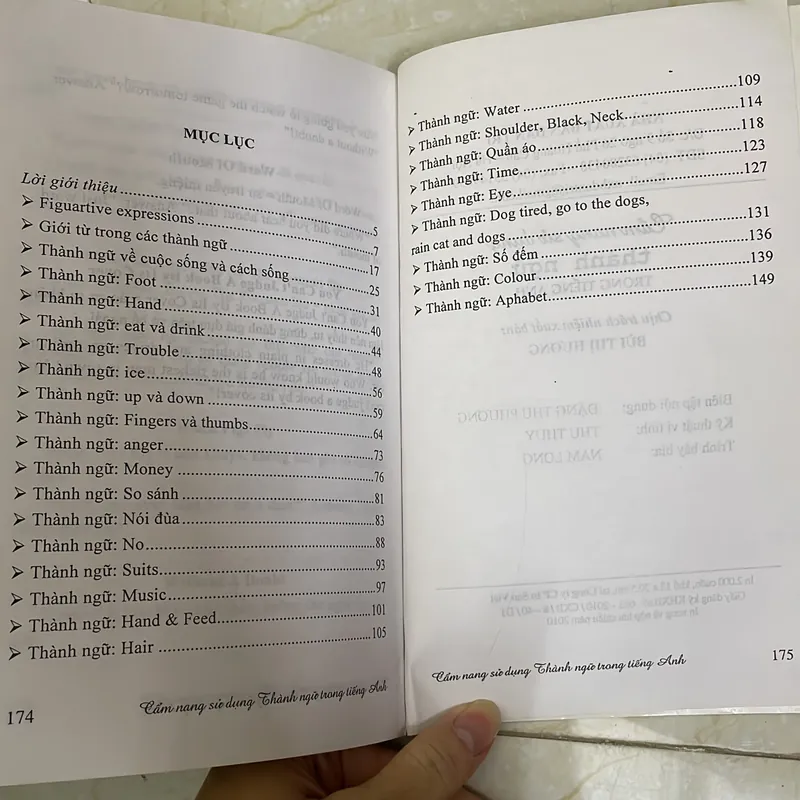 MỤC LỤC
Lời giới thiệu....................5
➢ Figuartive expressions....................7
➢ Giới từ trong các thành ngữ....................17
➢ Thành ngữ về cuộc sống và cách sống....................25
➢ Thành ngữ: Foot....................31
➢ Thành ngữ: Hand....................40
➢ Thành ngữ: eat và drink....................44
➢ Thành ngữ: Trouble....................48
➢ Thành ngữ: ice....................56
➢ Thành ngữ: up và down....................59
➢ Thành ngữ: Fingers and thumbs....................64
➢ Thành ngữ: anger....................73
➢ Thành ngữ: Money....................76
➢ Thành ngữ: So sánh....................81
➢ Thành ngữ: Nói đùa....................83
➢ Thành ngữ: No....................88
➢ Thành ngữ: Suits....................93
➢ Thành ngữ: Music....................97
➢ Thành ngữ: Hand & Feed....................101
➢ Thành ngữ: Hair....................105
174 Cẩm nang sử dụng Thành ngữ trong tiếng Anh
➢ Thành ngữ: Water....................109
➢ Thành ngữ: Shoulder, Black, Neck....................114
➢ Thành ngữ: Quần áo....................118
➢ Thành ngữ: Time....................123
➢ Thành ngữ: Eye....................127
➢ Thành ngữ: Dog tired, go to the dogs,
rain cat and dogs....................131
➢ Thành ngữ: Số đếm....................136
➢ Thành ngữ: Colour....................139
➢ Thành ngữ: Aphabet....................149
Cẩm nang sử dụng Thành ngữ trong tiếng Anh 175